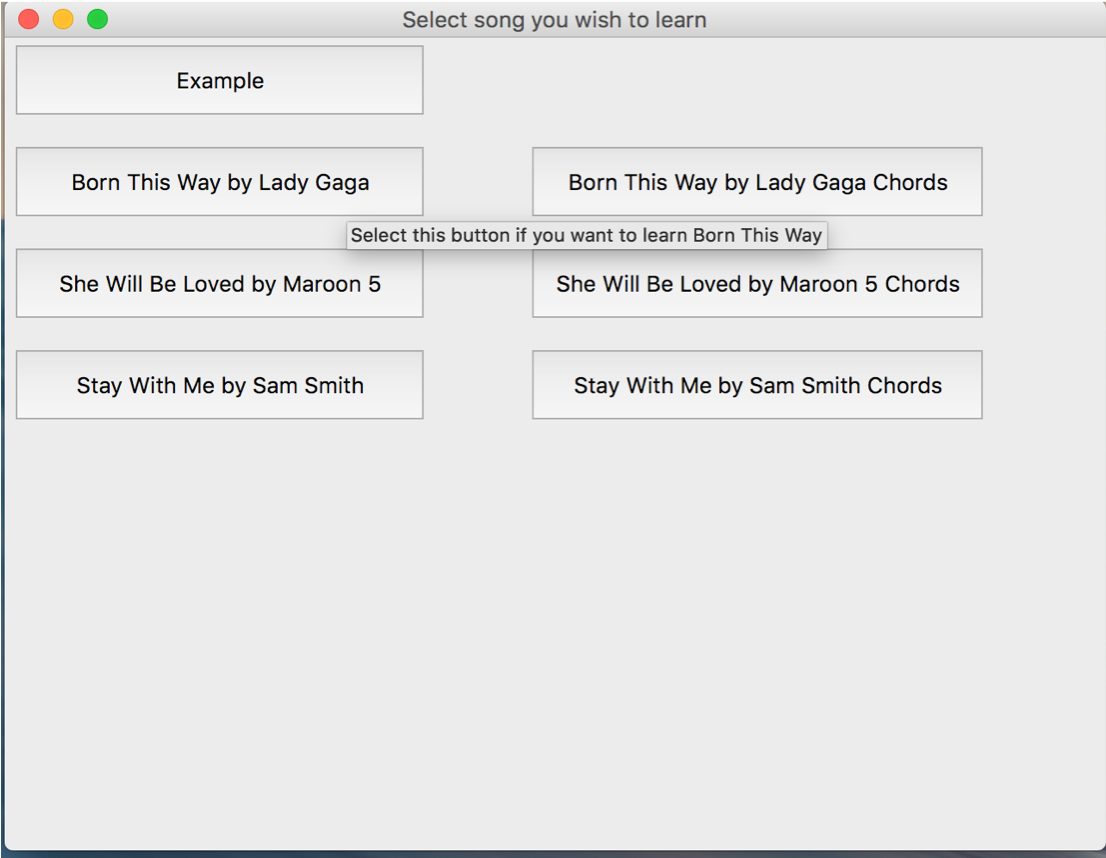 Select song you wish to learn
Example
Born This Way by Lady Gaga
Born This Way by Lady Gaga Chords
Select this button if you want to learn Born This Way
She Will Be Loved by Maroon 5
She Will Be Loved by Maroon 5 Chords
Stay With Me by Sam Smith
Stay With Me by Sam Smith Chords